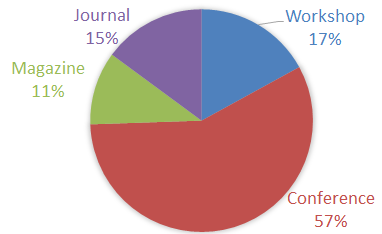 Journal
15%
Workshop
17%
Magazine
11%
Conference
57%